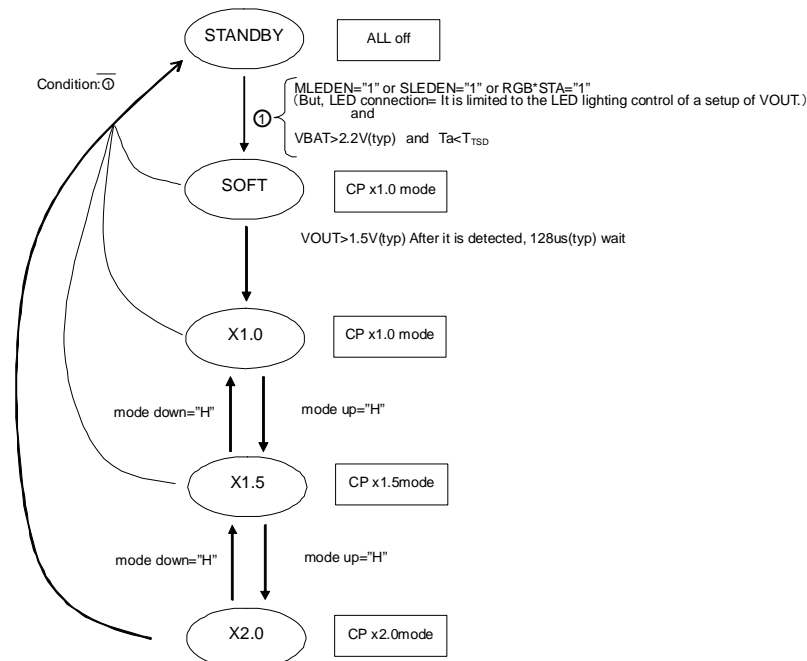 STANDBY
ALL off
Condition:①
①
MLEDEN=”1” or SLEDEN=”1” or RGB*STA=”1”
(But, LED connection= It is limited to the LED lighting control of a setup of VOUT.)
and
VBAT>2.2V(typ) and Ta<TTSD
SOFT
CP x1.0 mode
VOUT>1.5V(typ) After it is detected, 128us(typ) wait
X1.0
CP x1.0 mode
mode down=”H”
mode up=”H”
X1.5
CP x1.5mode
mode down=”H”
mode up=”H”
X2.0
CP x2.0mode